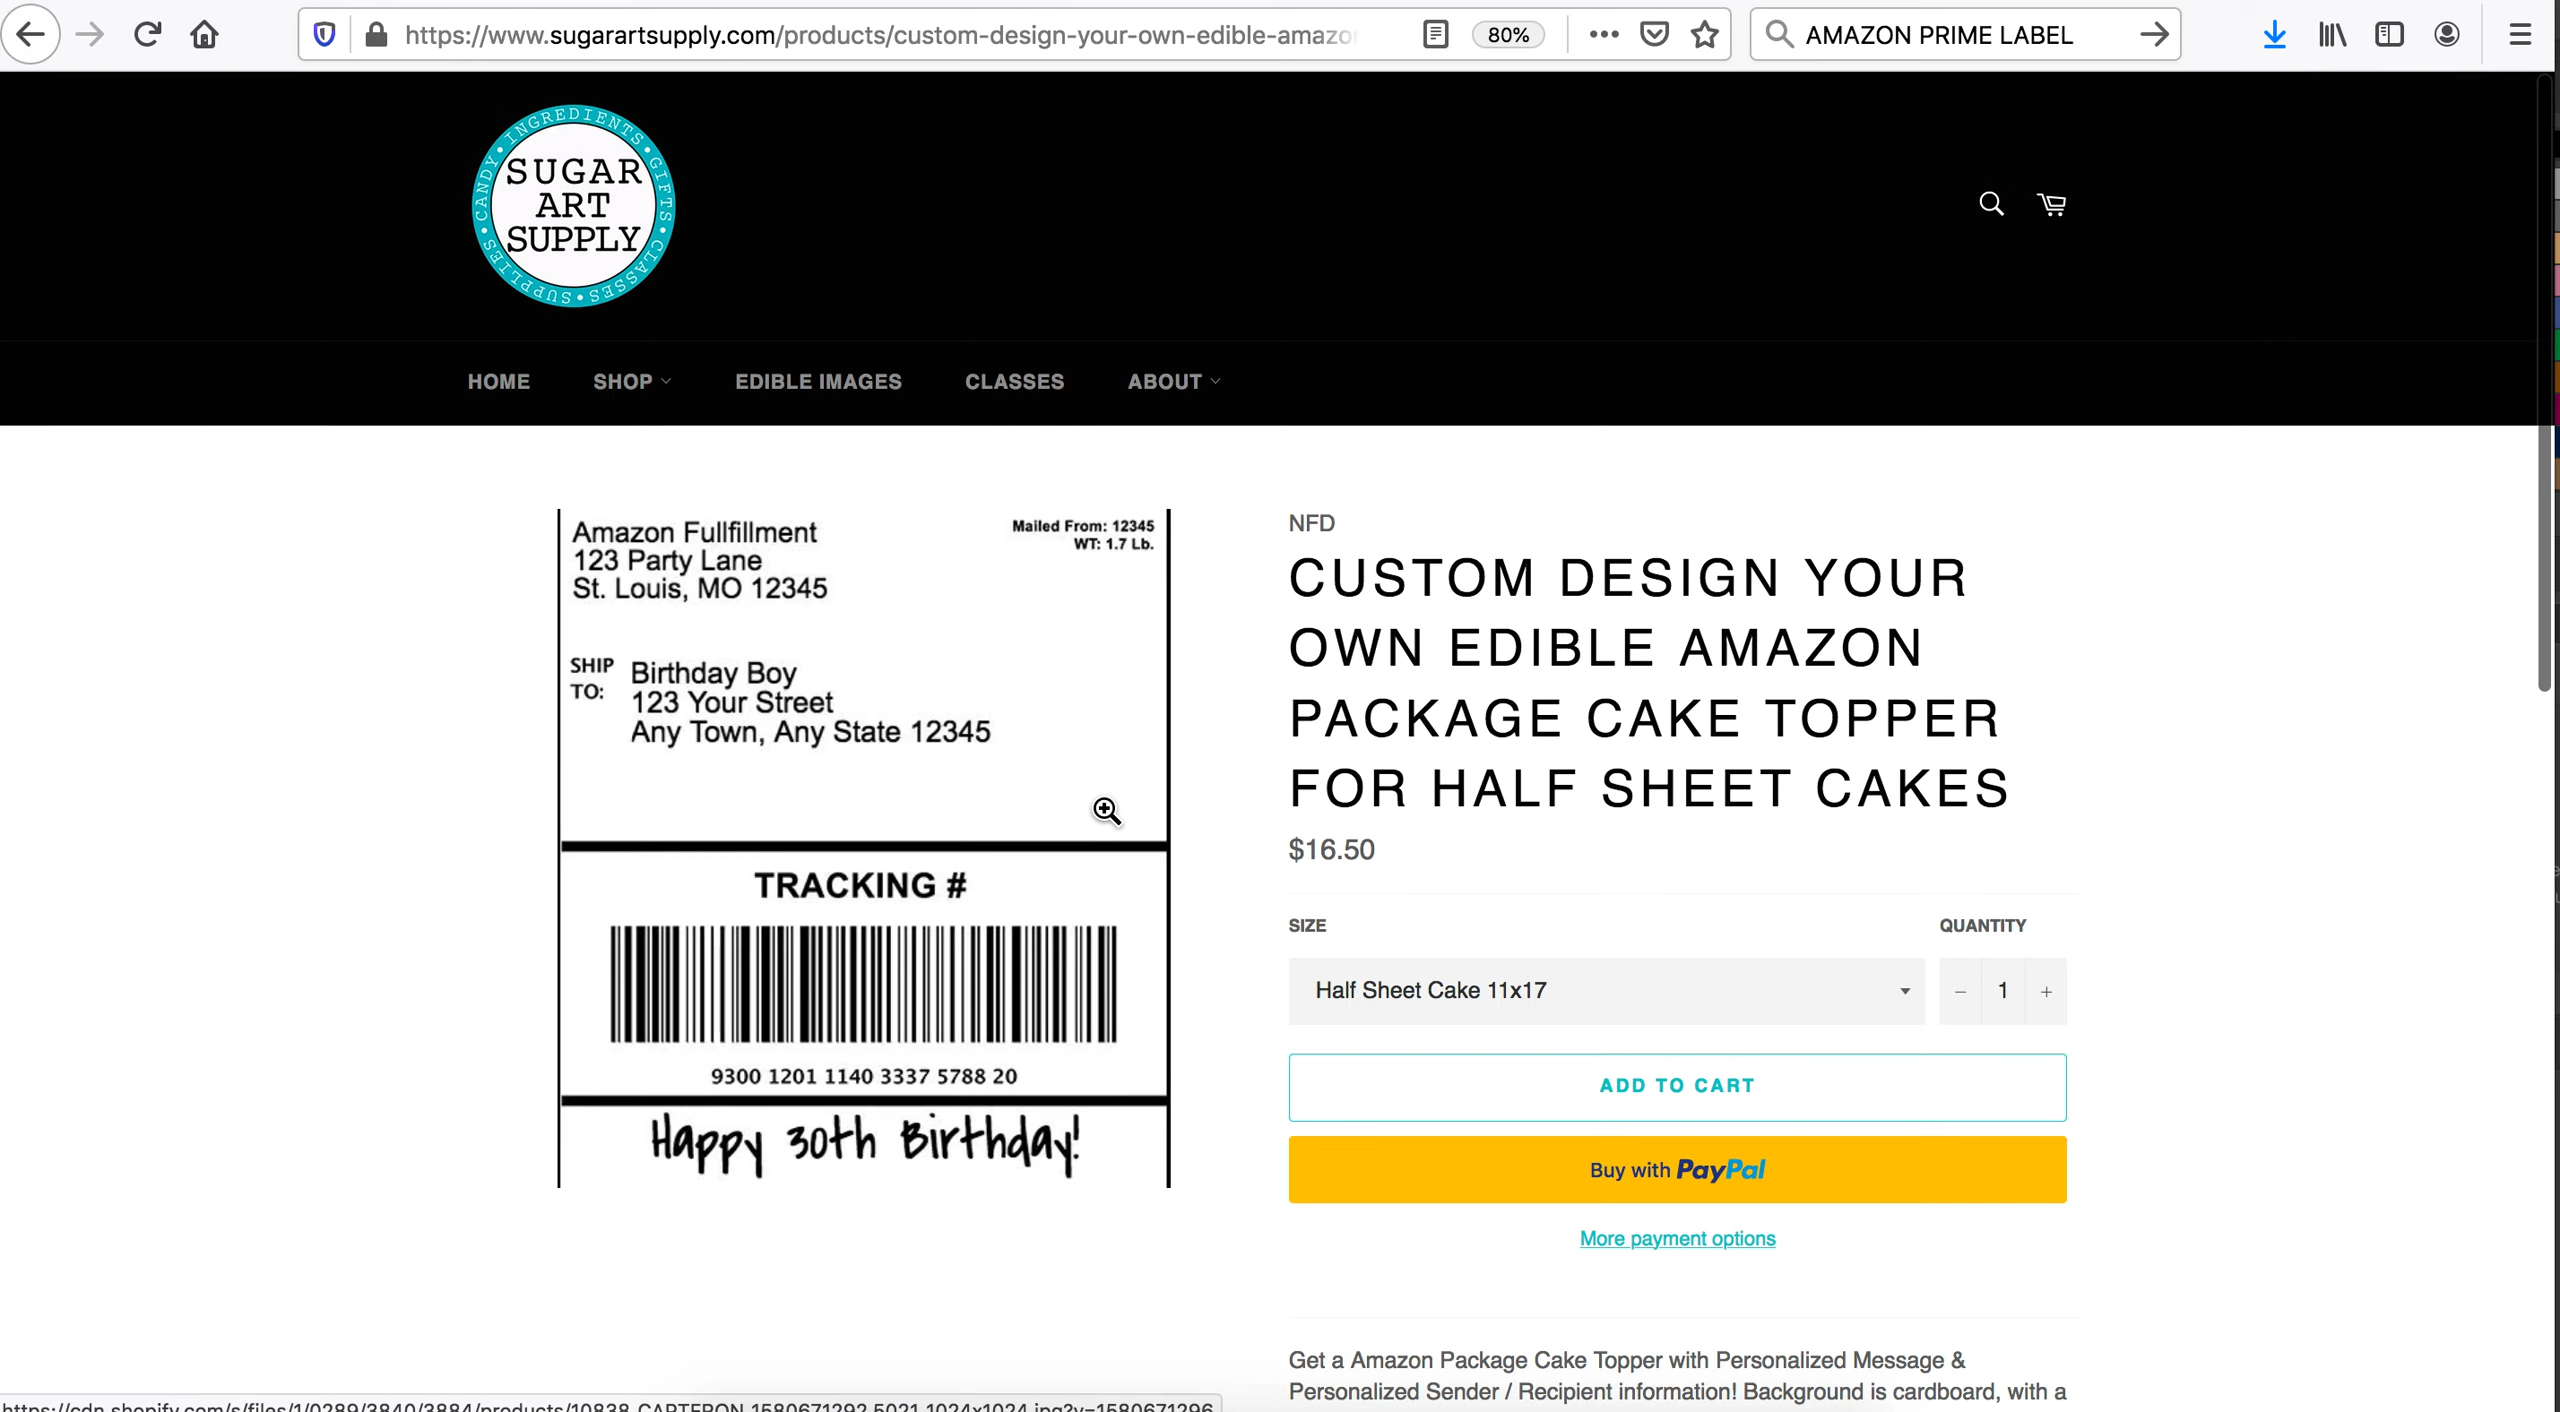 https://www.sugarartsupply.com/products/custom-design-your-own-edible-amazo
80%
AMAZON PRIME LABEL
CANDY • INGREDIENTS • GIFTS • CLASSES • SUPPLIES •
SUGAR
ART
SUPPLY
HOME
SHOP
EDIBLE IMAGES
CLASSES
ABOUT
Amazon Fullfillment
123 Party Lane
St. Louis, MO 12345
Mailed From: 12345
WT: 1.7 Lb.
SHIP
TO:
Birthday Boy
123 Your Street
Any Town, Any State 12345
TRACKING #
9300 1201 1140 3337 5788 20
Happy 30th Birthday!
NFD
CUSTOM DESIGN YOUR
OWN EDIBLE AMAZON
PACKAGE CAKE TOPPER
FOR HALF SHEET CAKES
$16.50
SIZE
QUANTITY
Half Sheet Cake 11x17
− 1 +
ADD TO CART
Buy with PayPal
More payment options
Get a Amazon Package Cake Topper with Personalized Message &
Personalized Sender / Recipient information! Background is cardboard, with a